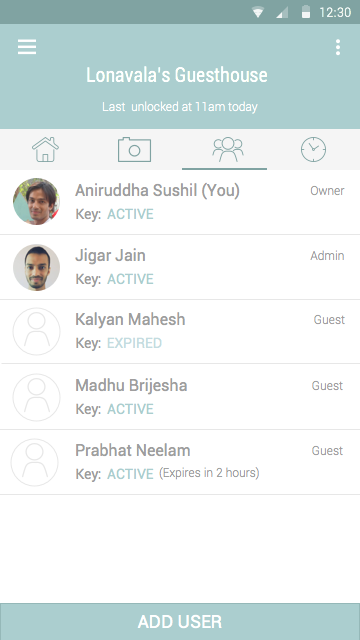 12:30
Lonavala's Guesthouse
Last unlocked at 11am today
Aniruddha Sushil (You) Owner
Key: ACTIVE
Jigar Jain Admin
Key: ACTIVE
Kalyan Mahesh Guest
Key: EXPIRED
Madhu Brijesha Guest
Key: ACTIVE
Prabhat Neelam Guest
Key: ACTIVE (Expires in 2 hours)
ADD USER